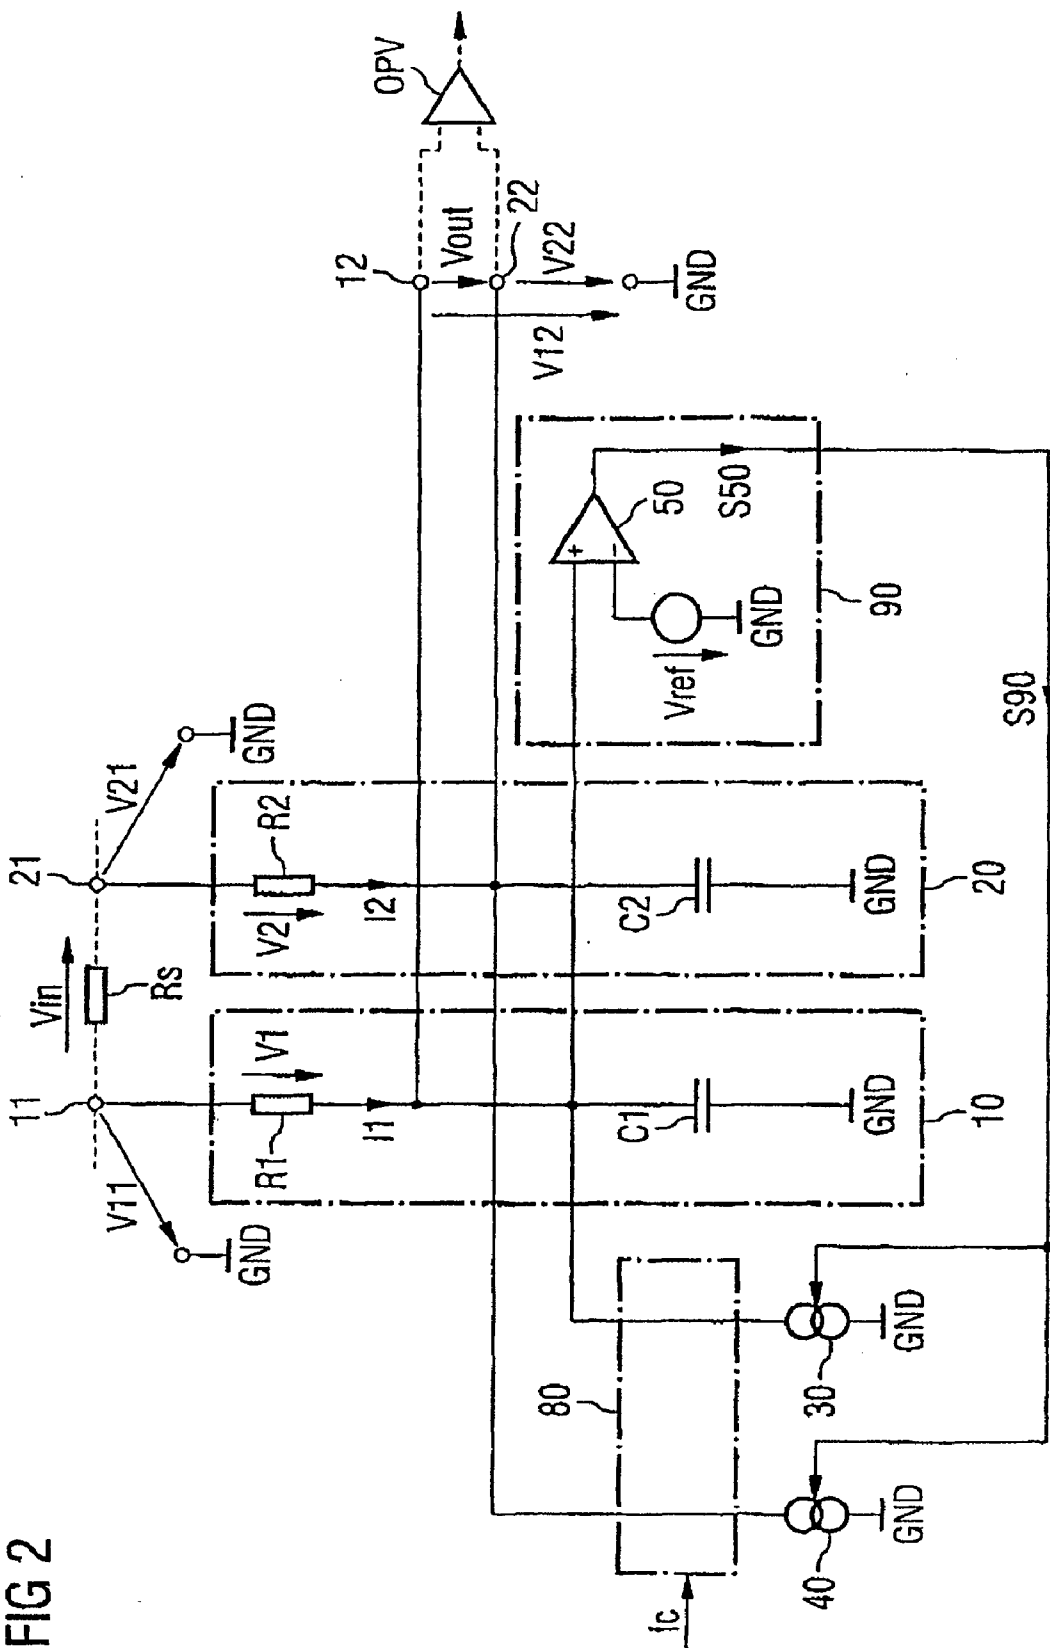 FIG 2
OPV
12
Vout
22
V22
V12
GND
50
S50
Vref
GND
+
−
90
S90
21
V21
GND
Vin
Rs
11
V11
GND
R2
V2
I2
C2
GND
20
V1
R1
I1
C1
GND
10
80
fc
30
GND
40
GND